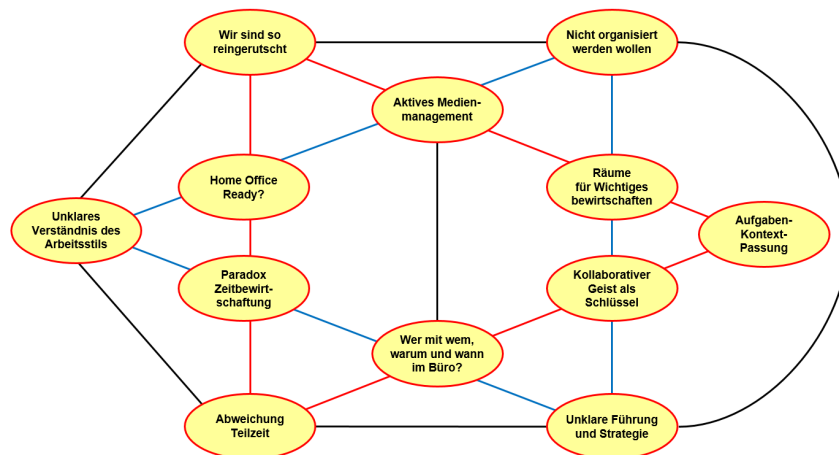 Wir sind so
reingerutscht
Nicht organisiert
werden wollen
Aktives Medien-
management
Home Office
Ready?
Räume
für Wichtiges
bewirtschaften
Unklares
Verständnis des
Arbeitsstils
Aufgaben-
Kontext-
Passung
Paradox
Zeitbewirt-
schaftung
Kollaborativer
Geist als
Schlüssel
Wer mit wem,
warum und wann
im Büro?
Abweichung
Teilzeit
Unklare Führung
und Strategie